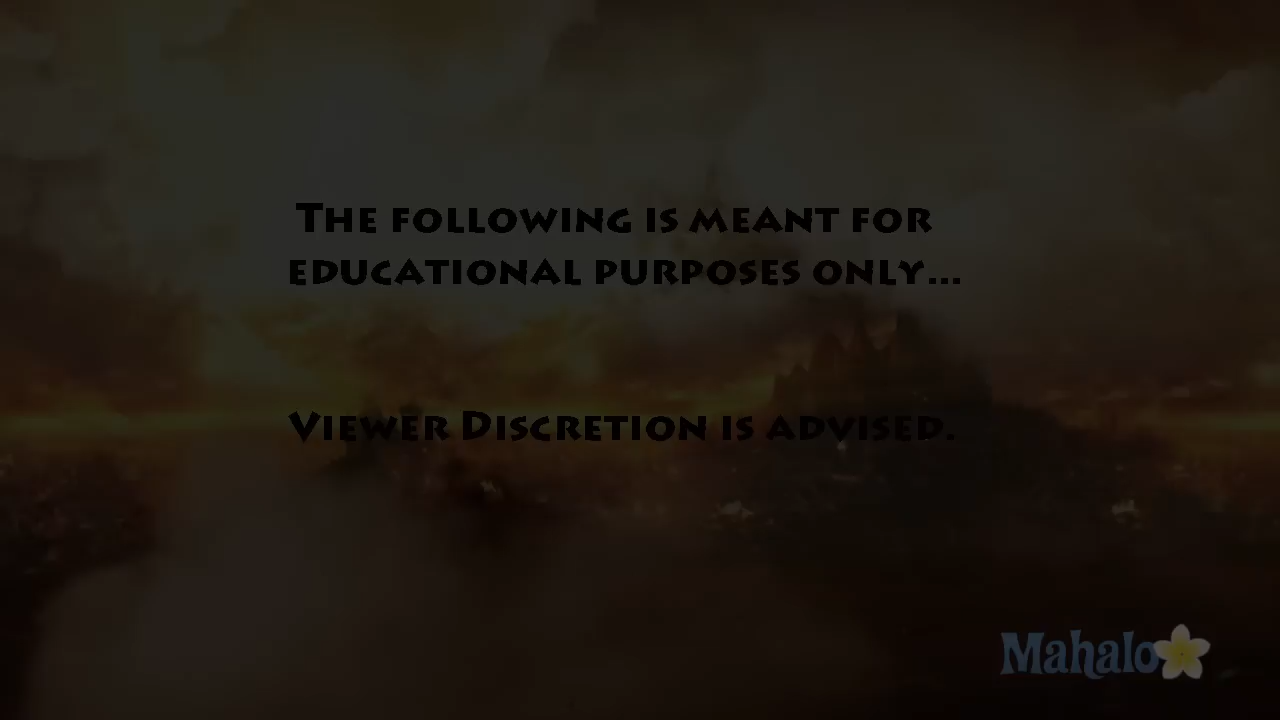 The following is meant for
educational purposes only...
Viewer Discretion is advised.
Mahalo